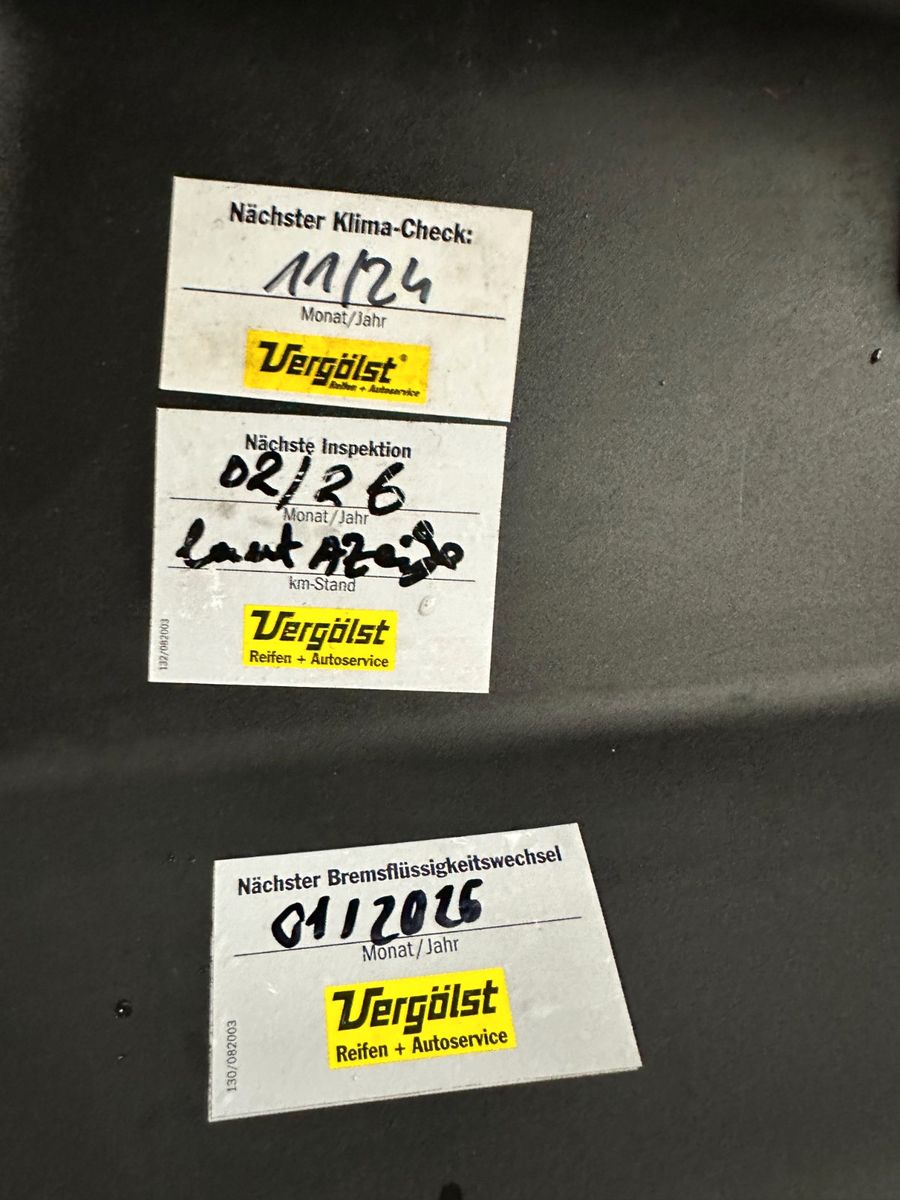 Nächster Klima-Check:
11/24
Monat/Jahr
Vergölst®
Reifen + Autoservice
Nächste Inspektion
02/26
Monat/Jahr
laut AZeige
km-Stand
Vergölst
Reifen + Autoservice
132/082003
Nächster Bremsflüssigkeitswechsel
01/2026
Monat/Jahr
Vergölst
Reifen + Autoservice
130/082003